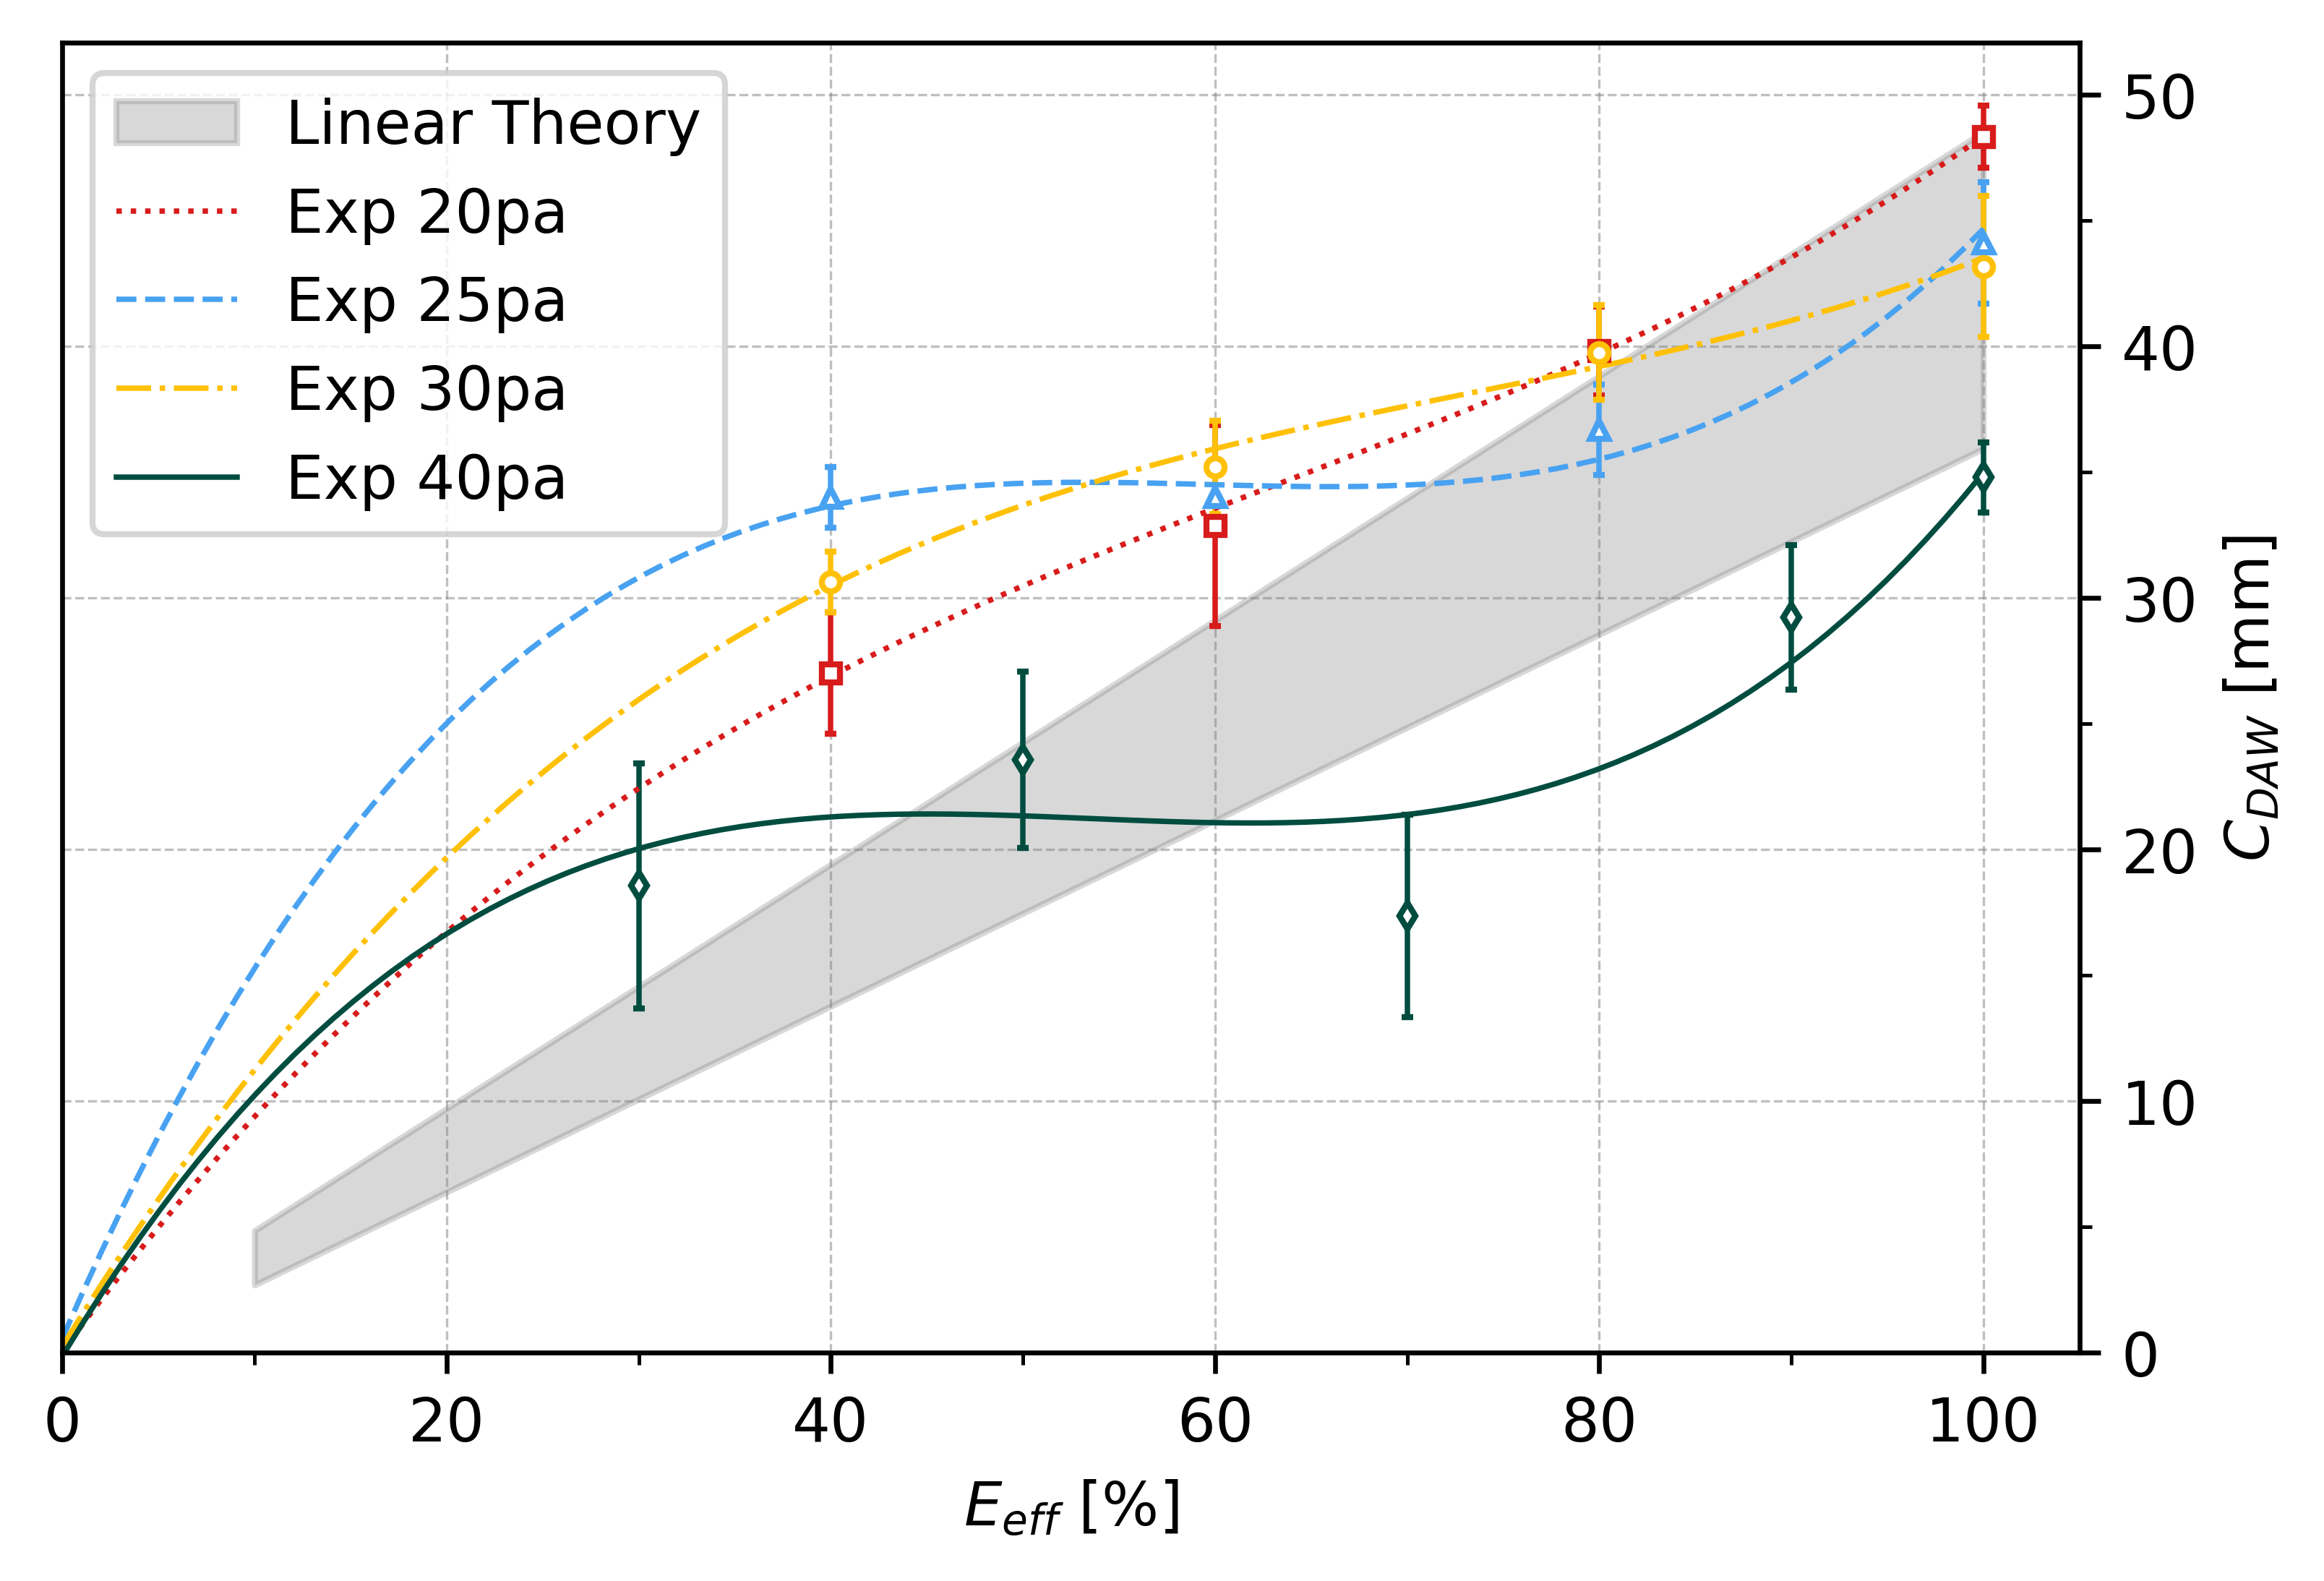 Linear Theory
Exp 20pa
Exp 25pa
Exp 30pa
Exp 40pa
50
40
30
20
10
0
C_DAW [mm]
0 20 40 60 80 100
E_eff [%]